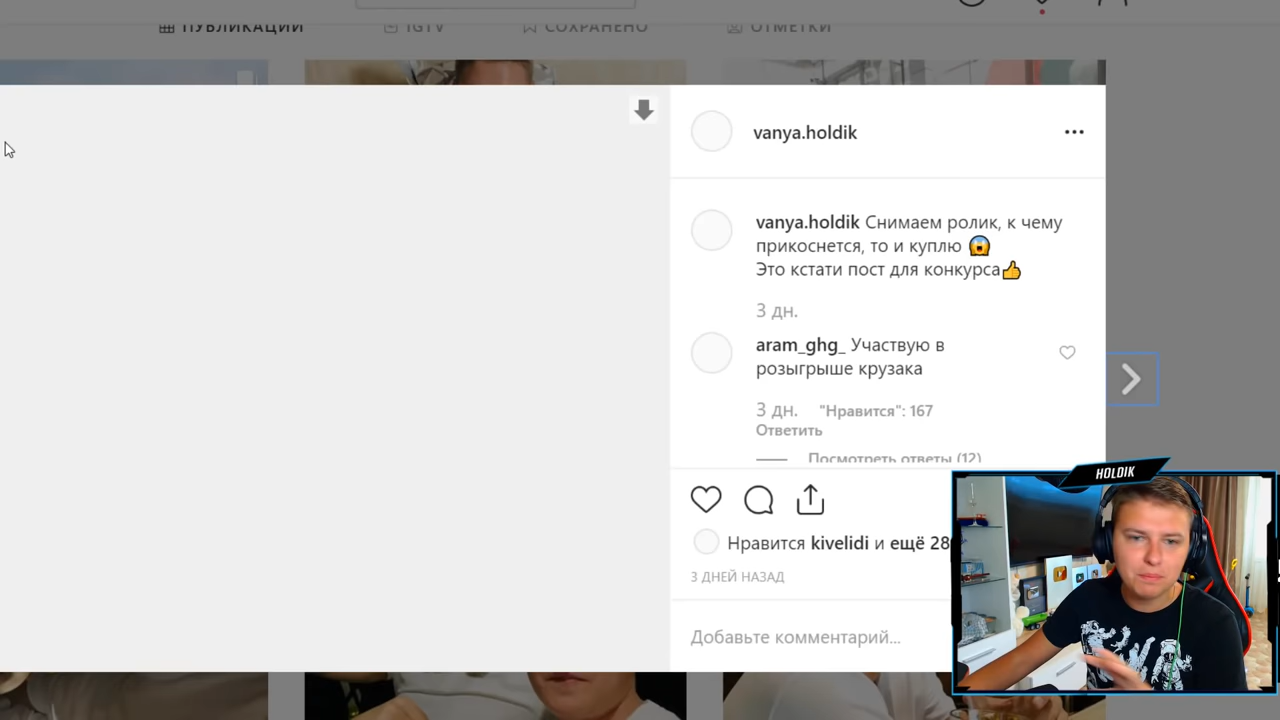 ПУБЛИКАЦИИ IGTV СОХРАНЕНО ОТМЕТКИ
vanya.holdik
vanya.holdik Снимаем ролик, к чему
прикоснется, то и куплю 😱
Это кстати пост для конкурса👍
3 дн.
aram_ghg_ Участвую в
розыгрыше крузака
3 дн. "Нравится": 167
Ответить
Посмотреть ответы (12)
HOLDIK
Нравится kivelidi и ещё 28
3 ДНЕЙ НАЗАД
Добавьте комментарий...